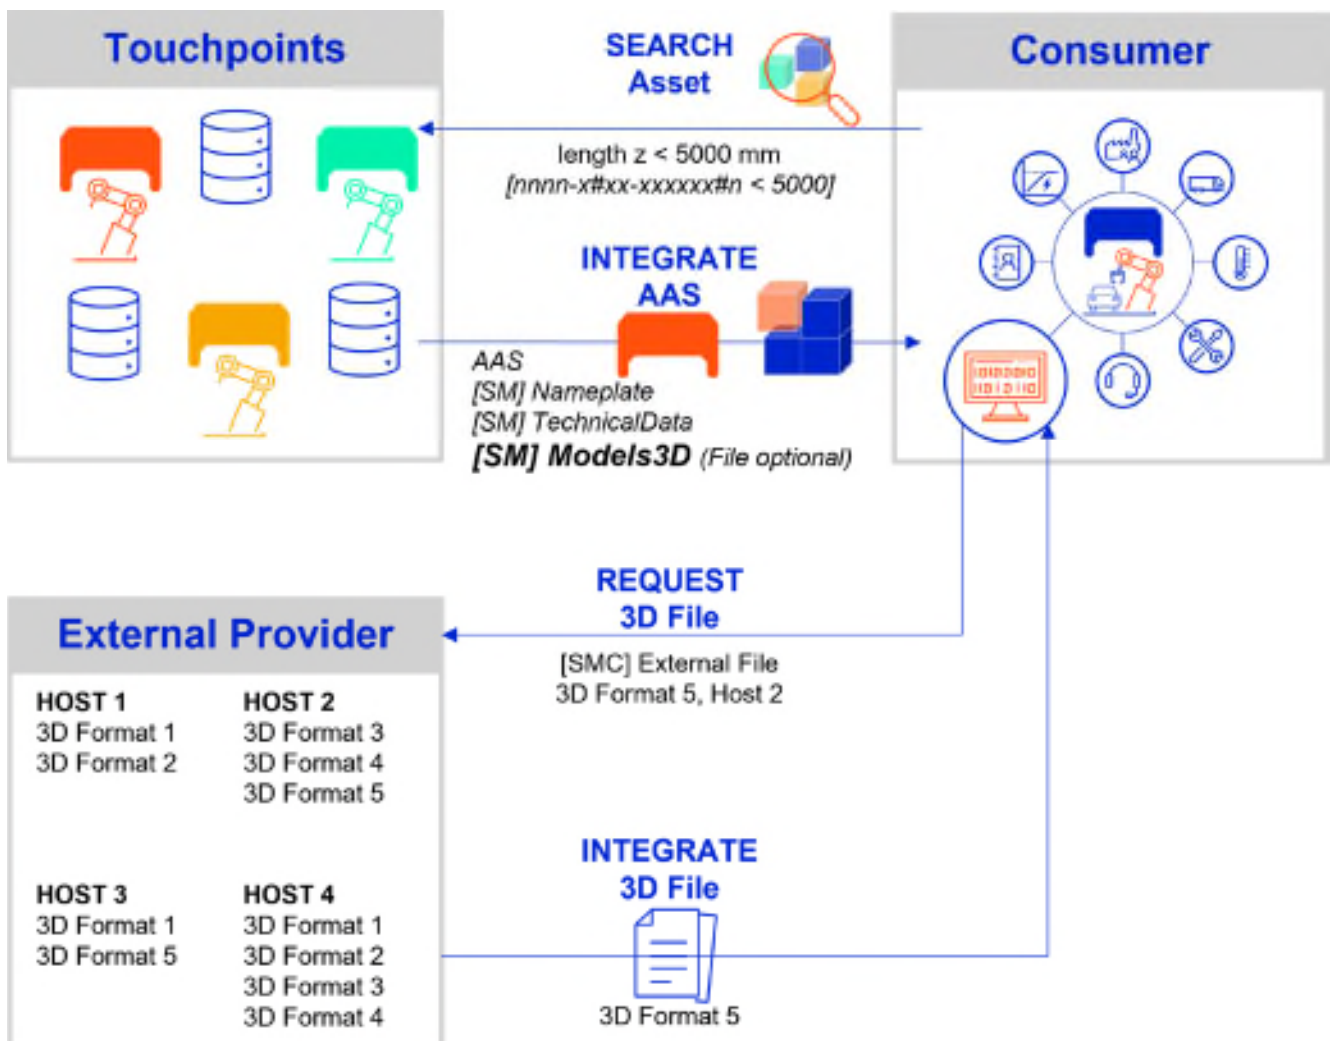 Touchpoints
SEARCH
Asset
Consumer
length z < 5000 mm
[nnnn-x#xx-xxxxxx#n < 5000]
INTEGRATE
AAS
AAS
[SM] Nameplate
[SM] TechnicalData
[SM] Models3D (File optional)
REQUEST
3D File
[SMC] External File
3D Format 5, Host 2
External Provider
HOST 1
3D Format 1
3D Format 2
HOST 2
3D Format 3
3D Format 4
3D Format 5
HOST 3
3D Format 1
3D Format 5
HOST 4
3D Format 1
3D Format 2
3D Format 3
3D Format 4
INTEGRATE
3D File
3D Format 5